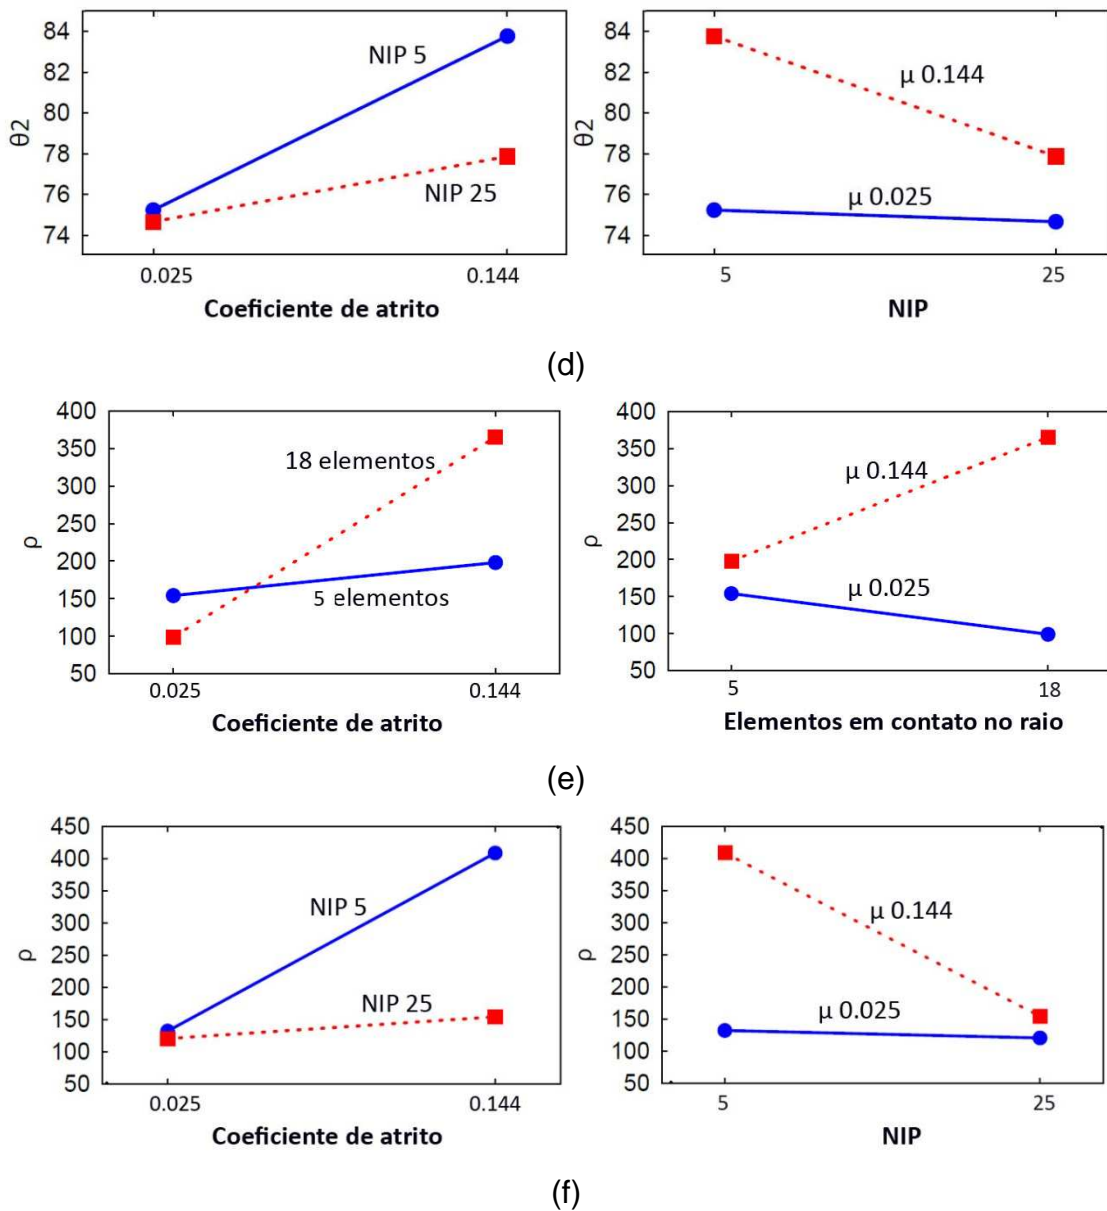 84
82
80
78
76
74
θ2
NIP 5
NIP 25
0.025
0.144
Coeficiente de atrito
84
82
80
78
76
74
θ2
μ 0.144
μ 0.025
5
25
NIP
(d)
400
350
300
250
200
150
100
50
ρ
18 elementos
5 elementos
0.025
0.144
Coeficiente de atrito
400
350
300
250
200
150
100
50
ρ
μ 0.144
μ 0.025
5
18
Elementos em contato no raio
(e)
450
400
350
300
250
200
150
100
50
ρ
NIP 5
NIP 25
0.025
0.144
Coeficiente de atrito
450
400
350
300
250
200
150
100
50
ρ
μ 0.144
μ 0.025
5
25
NIP
(f)